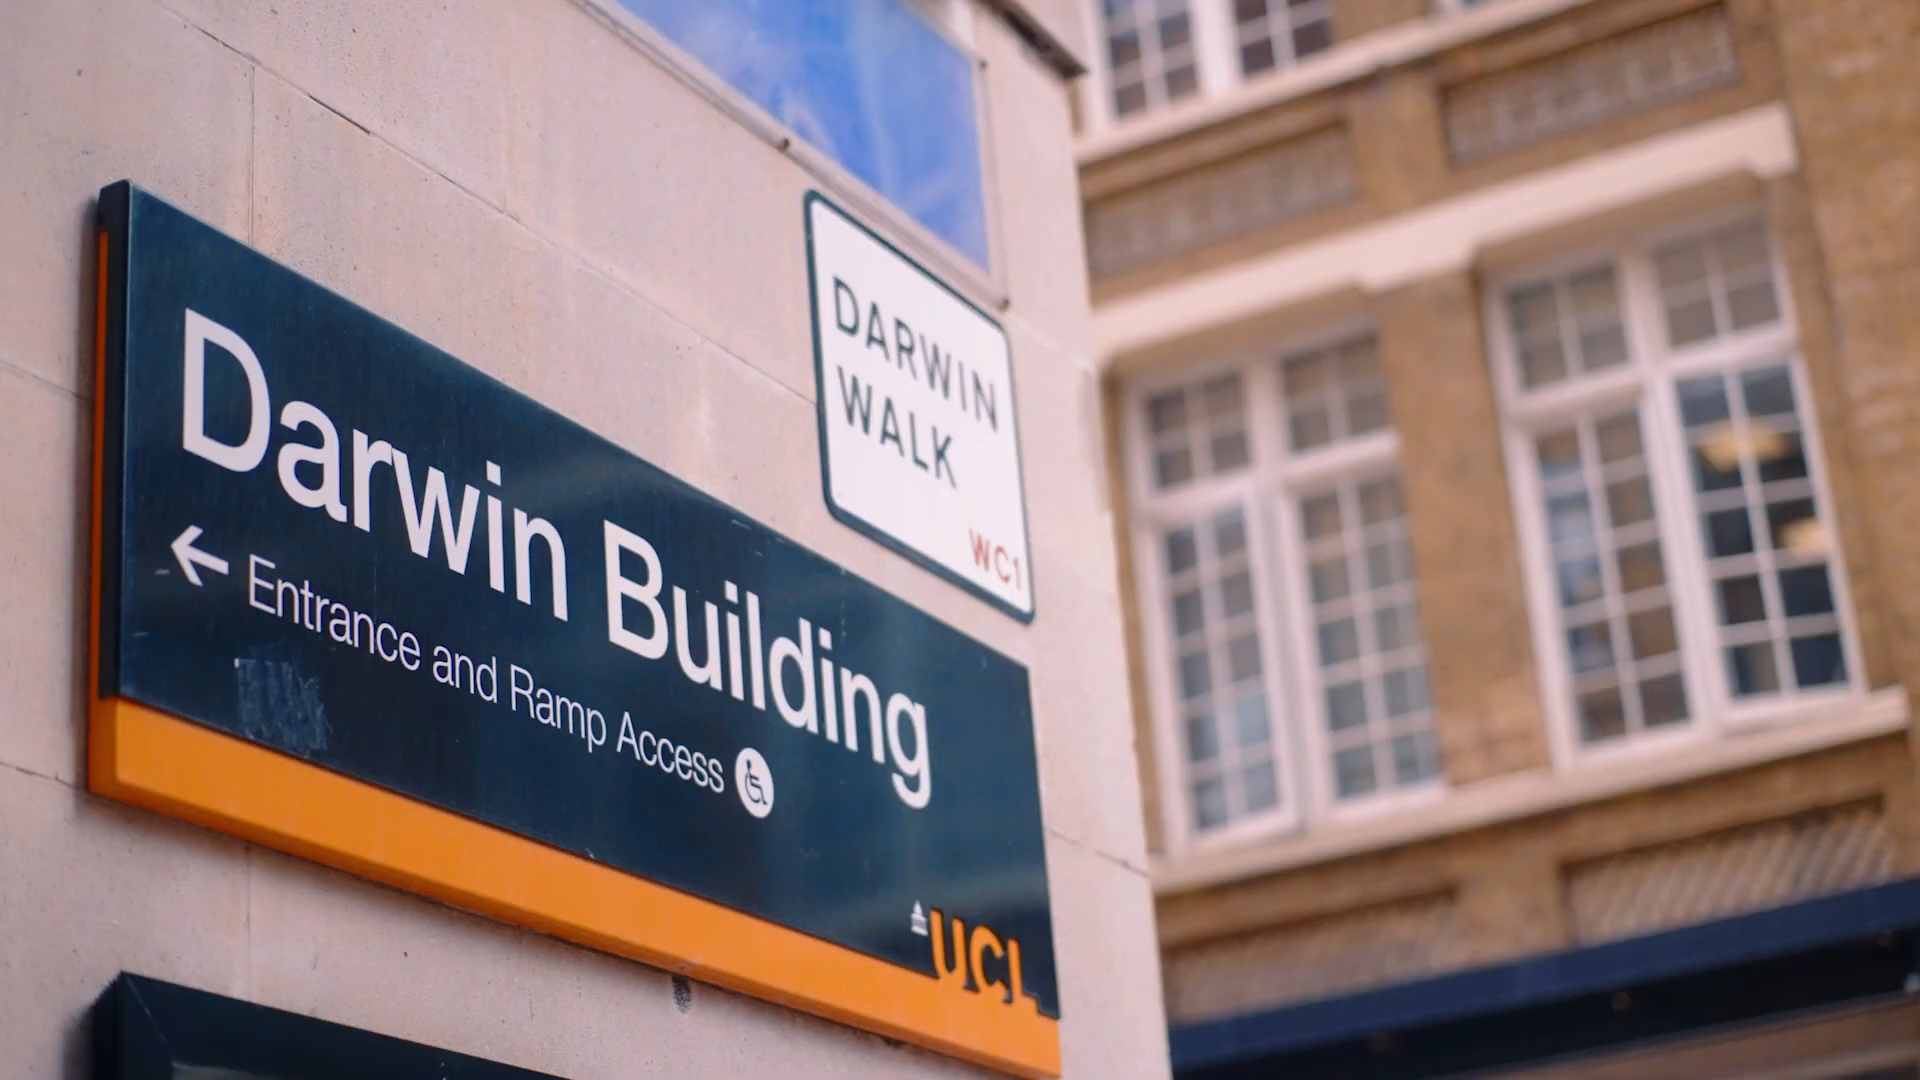 Darwin Building
← Entrance and Ramp Access
UCL
DARWIN
WALK
WC1